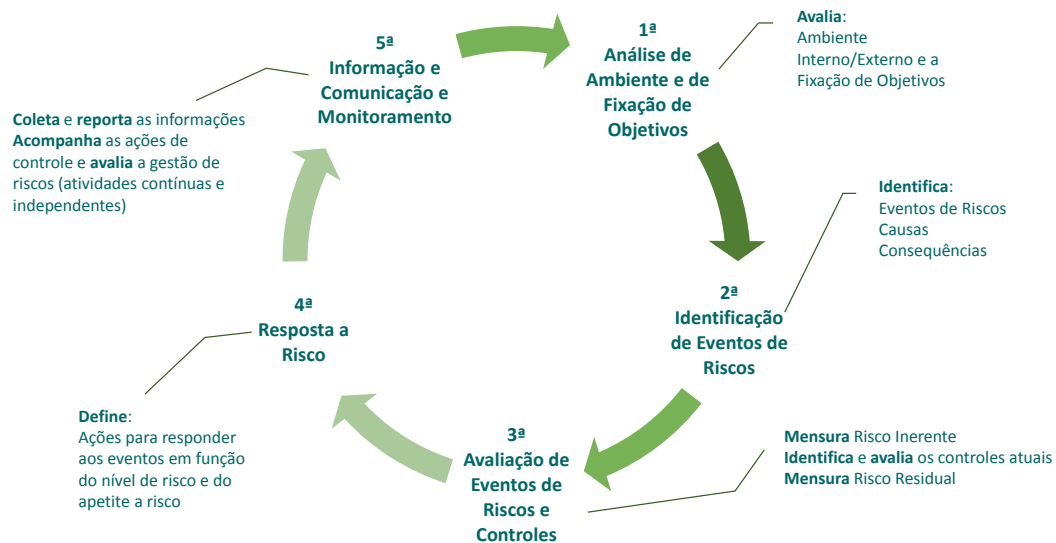 1ª
Análise de
Ambiente e de
Fixação de
Objetivos
Avalia:
Ambiente
Interno/Externo e a
Fixação de Objetivos
2ª
Identificação
de Eventos de
Riscos
Identifica:
Eventos de Riscos
Causas
Consequências
3ª
Avaliação de
Eventos de
Riscos e
Controles
Mensura Risco Inerente
Identifica e avalia os controles atuais
Mensura Risco Residual
4ª
Resposta a
Risco
Define:
Ações para responder
aos eventos em função
do nível de risco e do
apetite a risco
5ª
Informação e
Comunicação e
Monitoramento
Coleta e reporta as informações
Acompanha as ações de
controle e avalia a gestão de
riscos (atividades contínuas e
independentes)